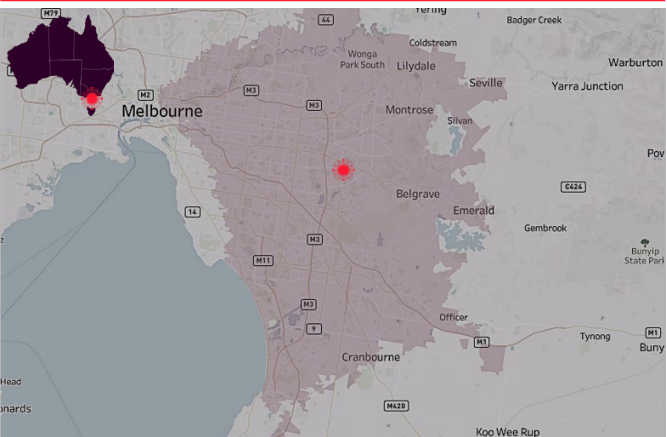 M79
44
Yering
Badger Creek
Coldstream
Wonga
Park South
Lilydale
Warburton
M3
M2
Seville
Yarra Junction
Melbourne
M3
Montrose
Silvan
Pov
C424
Belgrave
14
Emerald
Gembrook
M3
Bunyip
State Park
M11
M3
9
Officer
M1
M1
Tynong
Buny
Cranbourne
Head
onards
M420
Koo Wee Rup